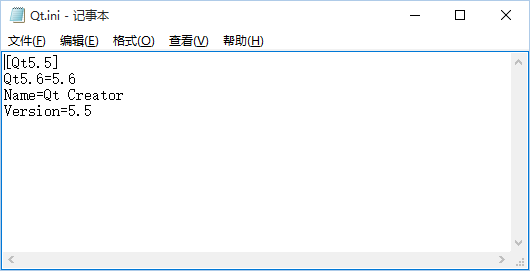 Qt.ini - 记事本
文件(F) 编辑(E) 格式(O) 查看(V) 帮助(H)
[Qt5.5]
Qt5.6=5.6
Name=Qt Creator
Version=5.5